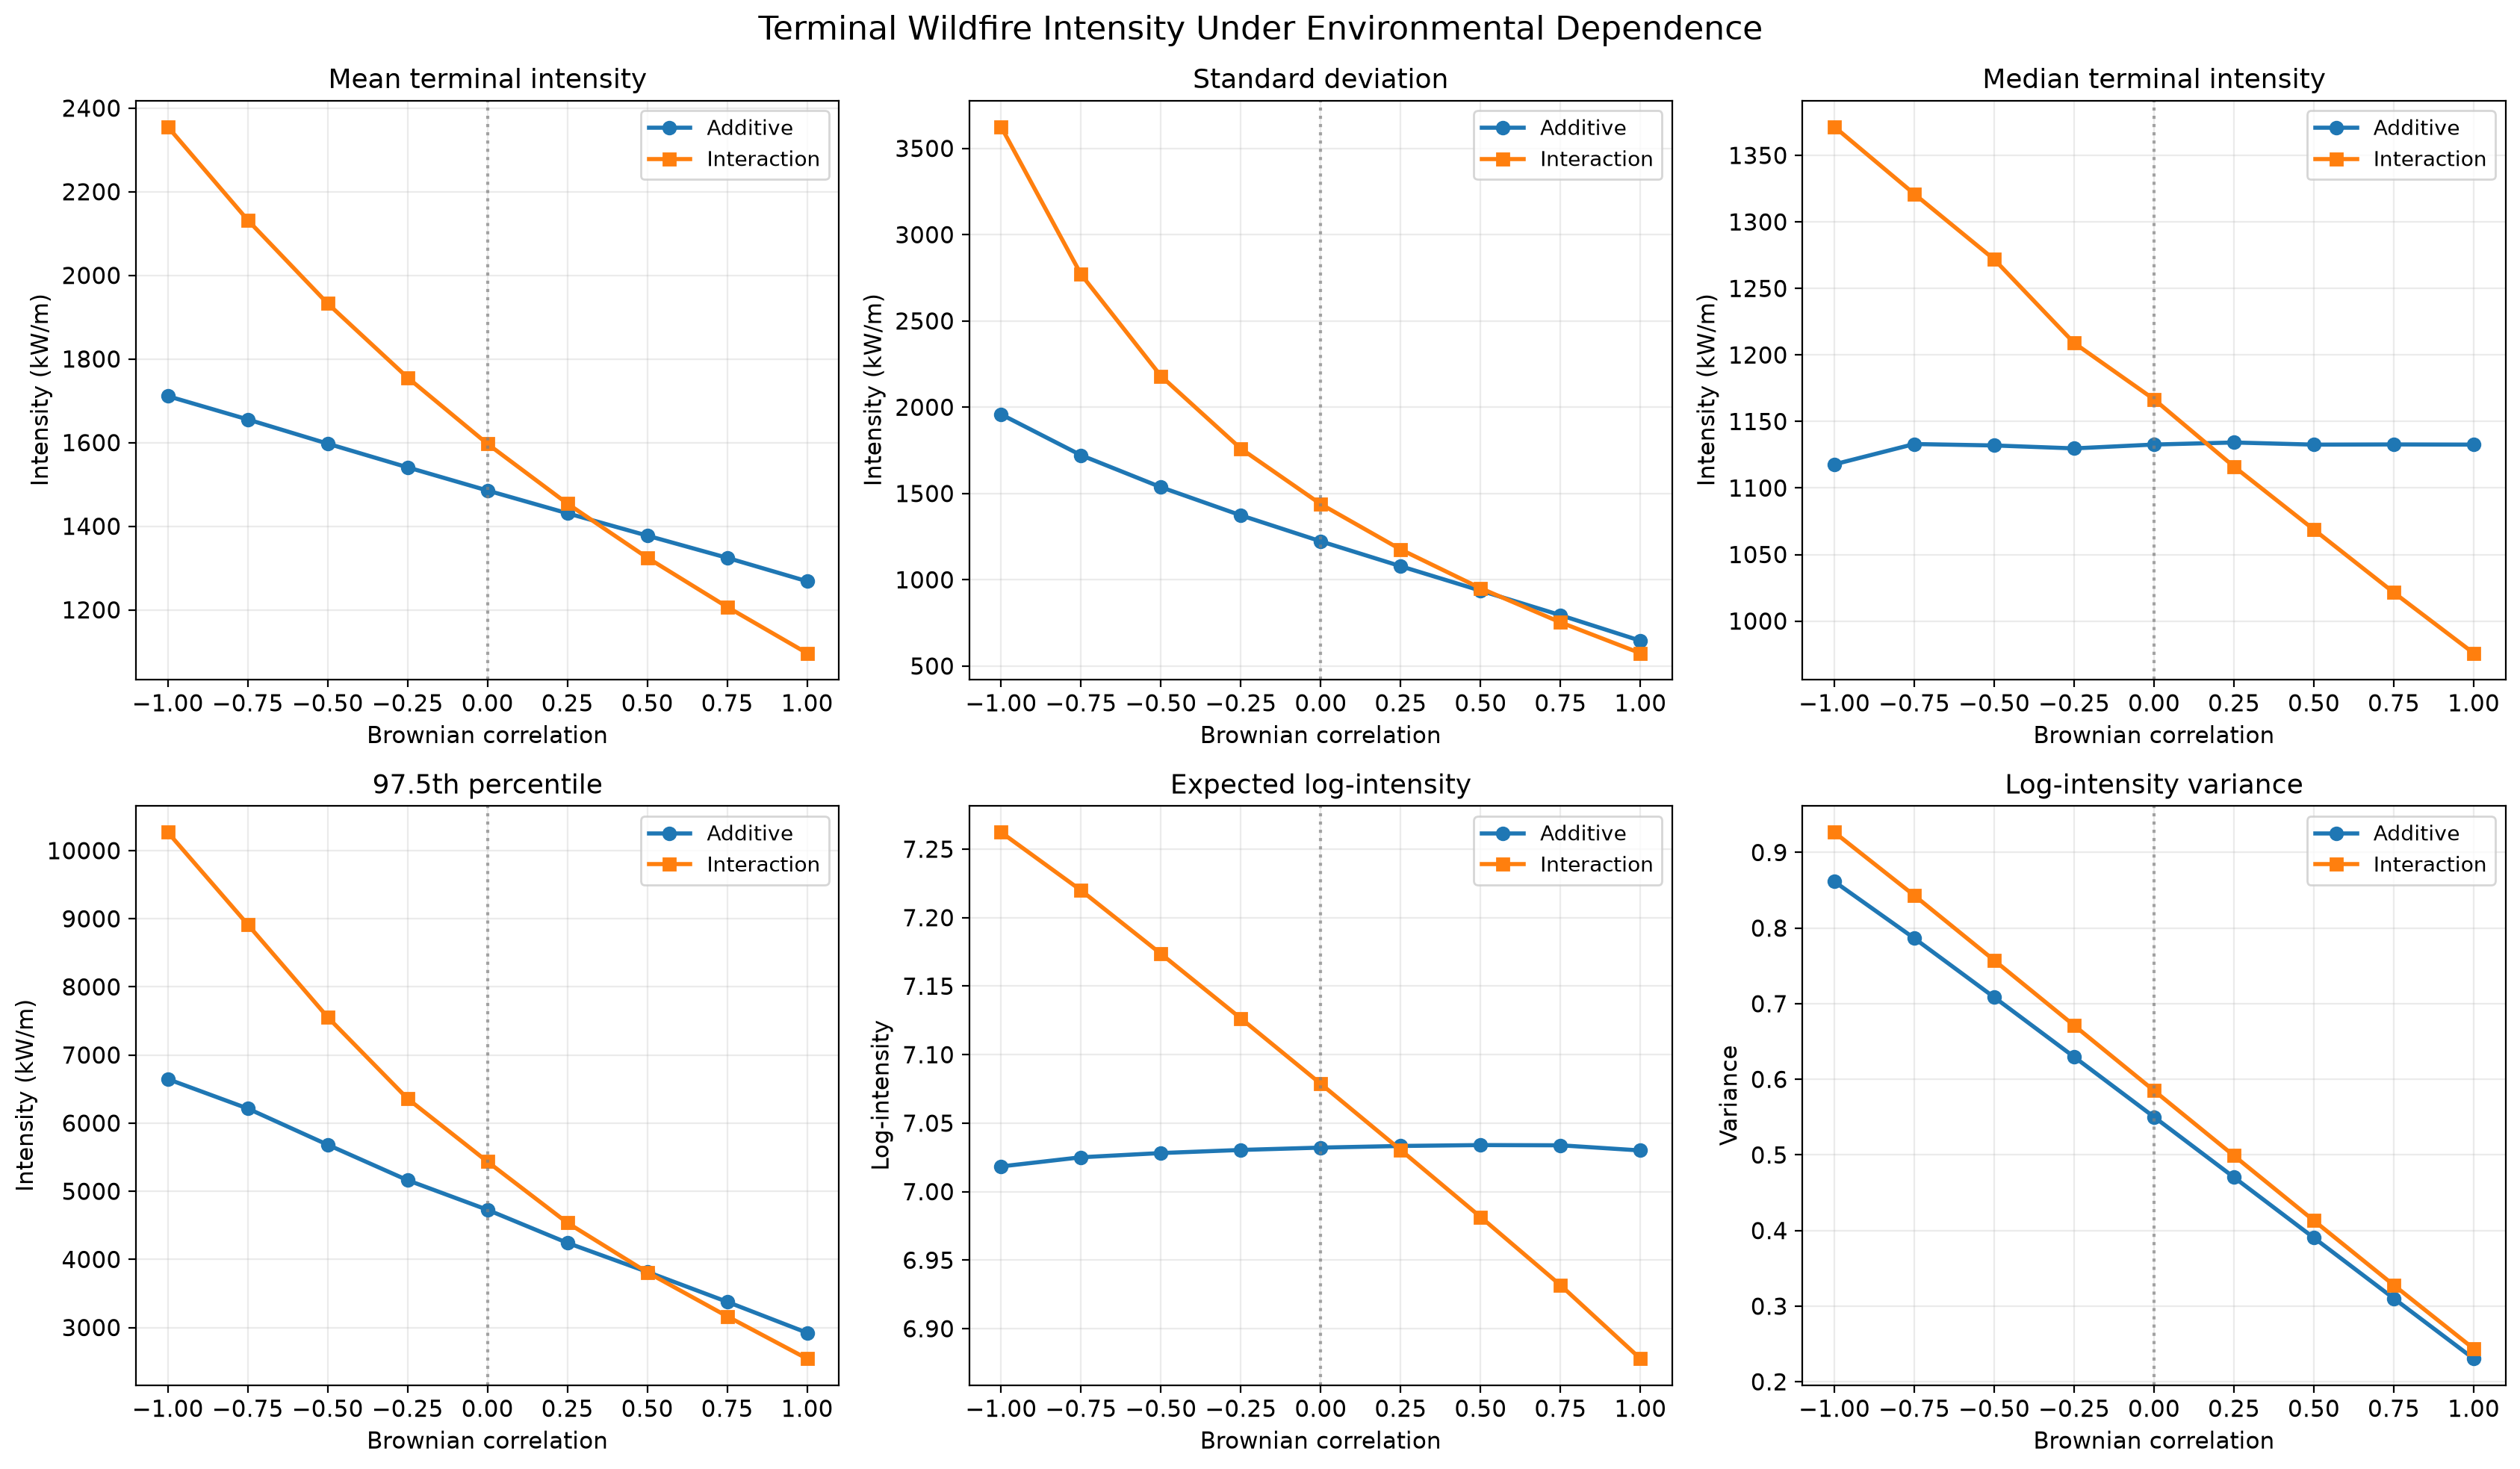 Terminal Wildfire Intensity Under Environmental Dependence
Mean terminal intensity
2400
2200
2000
1800
1600
1400
1200
Intensity (kW/m)
Additive
Interaction
−1.00 −0.75 −0.50 −0.25 0.00 0.25 0.50 0.75 1.00
Brownian correlation
Standard deviation
3500
3000
2500
2000
1500
1000
500
Intensity (kW/m)
Additive
Interaction
−1.00 −0.75 −0.50 −0.25 0.00 0.25 0.50 0.75 1.00
Brownian correlation
Median terminal intensity
1350
1300
1250
1200
1150
1100
1050
1000
Intensity (kW/m)
Additive
Interaction
−1.00 −0.75 −0.50 −0.25 0.00 0.25 0.50 0.75 1.00
Brownian correlation
97.5th percentile
10000
9000
8000
7000
6000
5000
4000
3000
Intensity (kW/m)
Additive
Interaction
−1.00 −0.75 −0.50 −0.25 0.00 0.25 0.50 0.75 1.00
Brownian correlation
Expected log-intensity
7.25
7.20
7.15
7.10
7.05
7.00
6.95
6.90
Log-intensity
Additive
Interaction
−1.00 −0.75 −0.50 −0.25 0.00 0.25 0.50 0.75 1.00
Brownian correlation
Log-intensity variance
0.9
0.8
0.7
0.6
0.5
0.4
0.3
0.2
Variance
Additive
Interaction
−1.00 −0.75 −0.50 −0.25 0.00 0.25 0.50 0.75 1.00
Brownian correlation